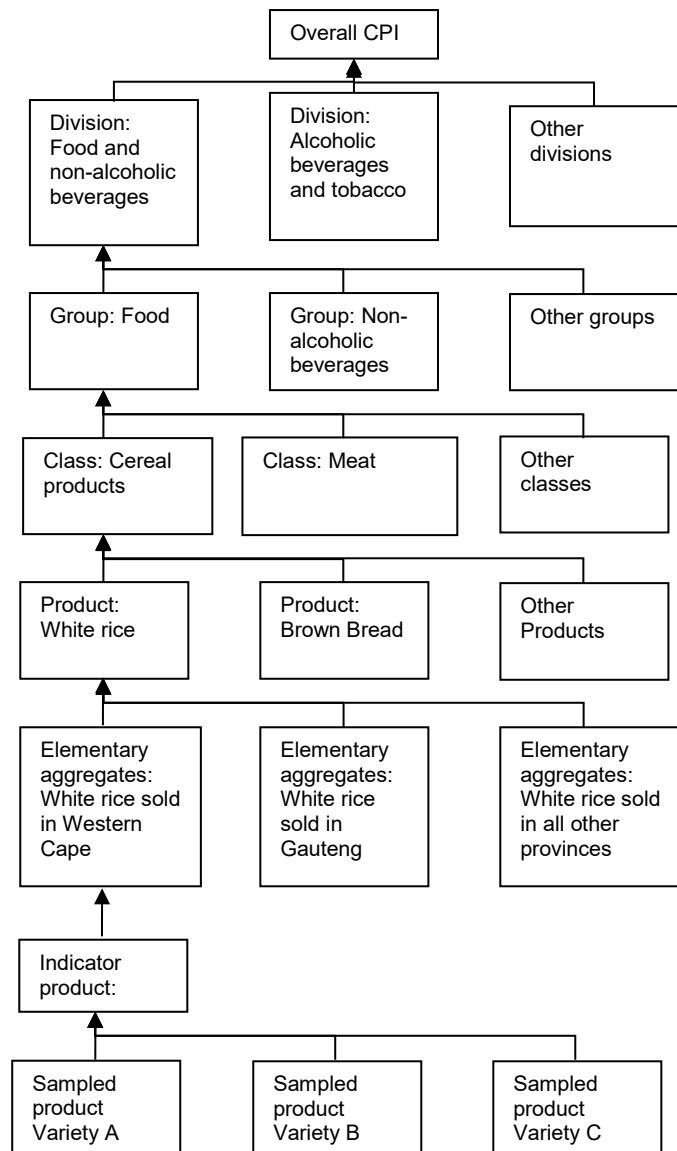 Overall CPI
Division:
Food and
non-alcoholic
beverages
Division:
Alcoholic
beverages
and tobacco
Other
divisions
Group: Food
Group: Non-
alcoholic
beverages
Other groups
Class: Cereal
products
Class: Meat
Other
classes
Product:
White rice
Product:
Brown Bread
Other
Products
Elementary
aggregates:
White rice sold
in Western
Cape
Elementary
aggregates:
White rice
sold in
Gauteng
Elementary
aggregates:
White rice sold
in all other
provinces
Indicator
product:
Sampled
product
Variety A
Sampled
product
Variety B
Sampled
product
Variety C